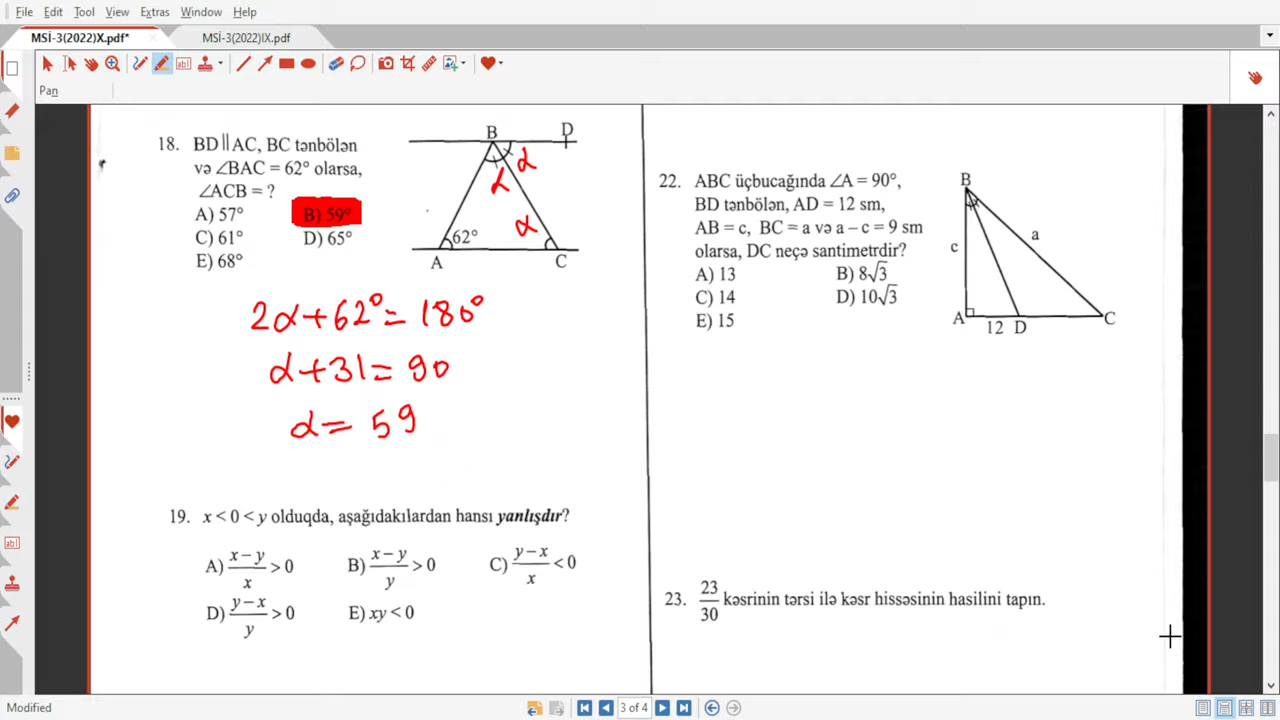 File Edit Tool View Extras Window Help
MSİ-3(2022)X.pdf* MSİ-3(2022)IX.pdf
Pan
18. BD||AC, BC tənbölən
və ∠BAC = 62° olarsa,
∠ACB = ?
A) 57° B) 59°
C) 61° D) 65°
E) 68°
B D
α
α
α
62°
A C
2α+62°=180°
α+31=90
α=59
19. x < 0 < y olduqda, aşağıdakılardan hansı yanlışdır?
A) (x−y)/x > 0 B) (x−y)/y > 0 C) (y−x)/x < 0
D) (y−x)/y > 0 E) xy < 0
22. ABC üçbucağında ∠A = 90°,
BD tənbölən, AD = 12 sm,
AB = c, BC = a və a – c = 9 sm
olarsa, DC neçə santimetrdir?
A) 13 B) 8√3
C) 14 D) 10√3
E) 15
B
c a
A 12 D C
23. 23/30 kəsrinin tərsi ilə kəsr hissəsinin hasilini tapın.
Modified 3 of 4